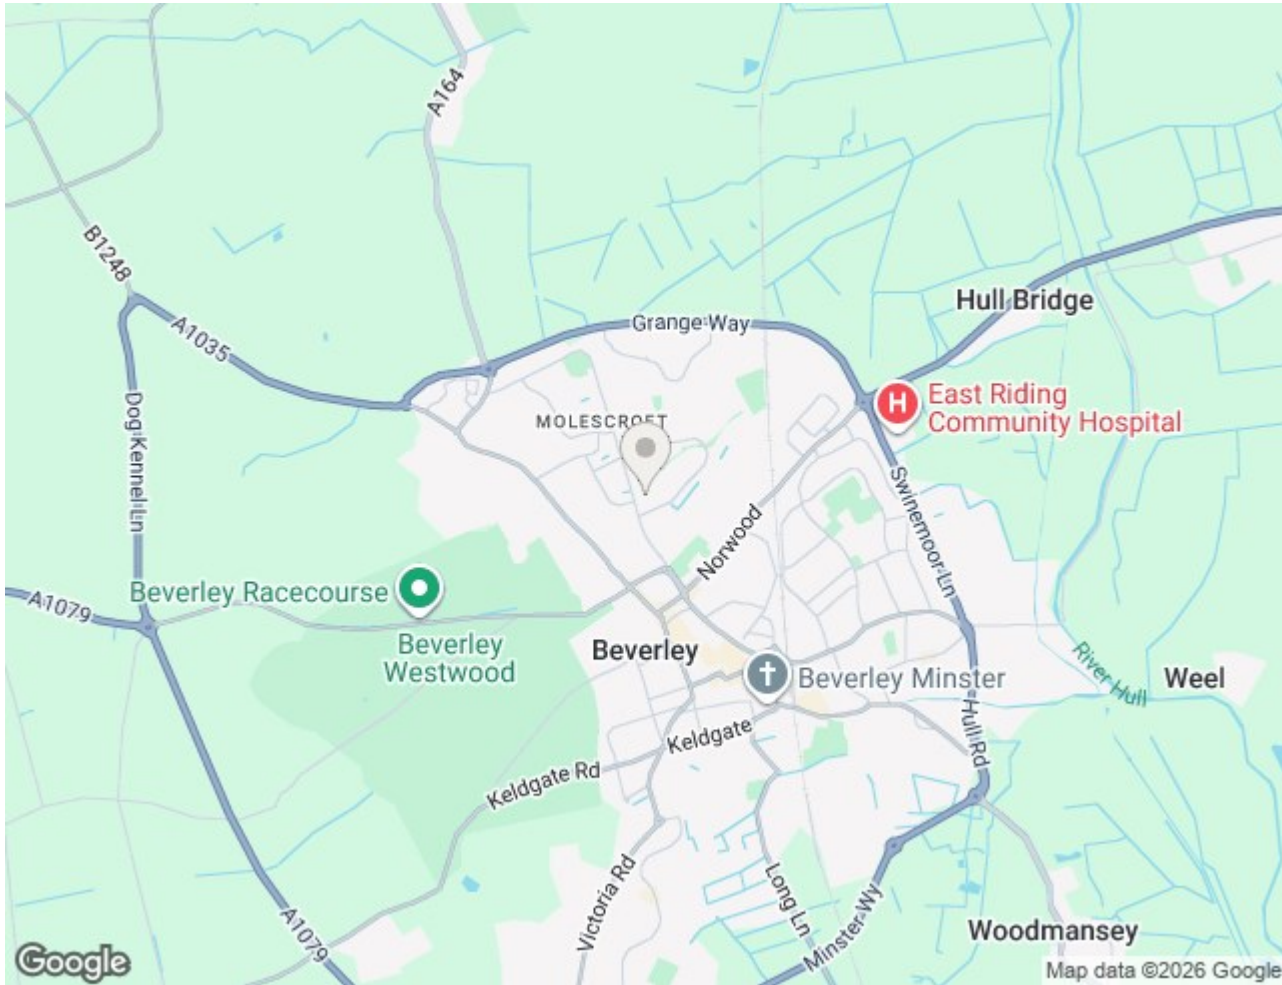 A164
B1248
A1035
Grange Way
Hull Bridge
Dog Kennel Ln
MOLESCROFT
H
East Riding
Community Hospital
Swinemoor Ln
Norwood
A1079
Beverley Racecourse
Beverley
Westwood
Beverley
Beverley Minster
River Hull
Weel
Keldgate
Hull Rd
Keldgate Rd
Victoria Rd
Long Ln
Minster Wy
A1079
Woodmansey
Google
Map data ©2026 Google